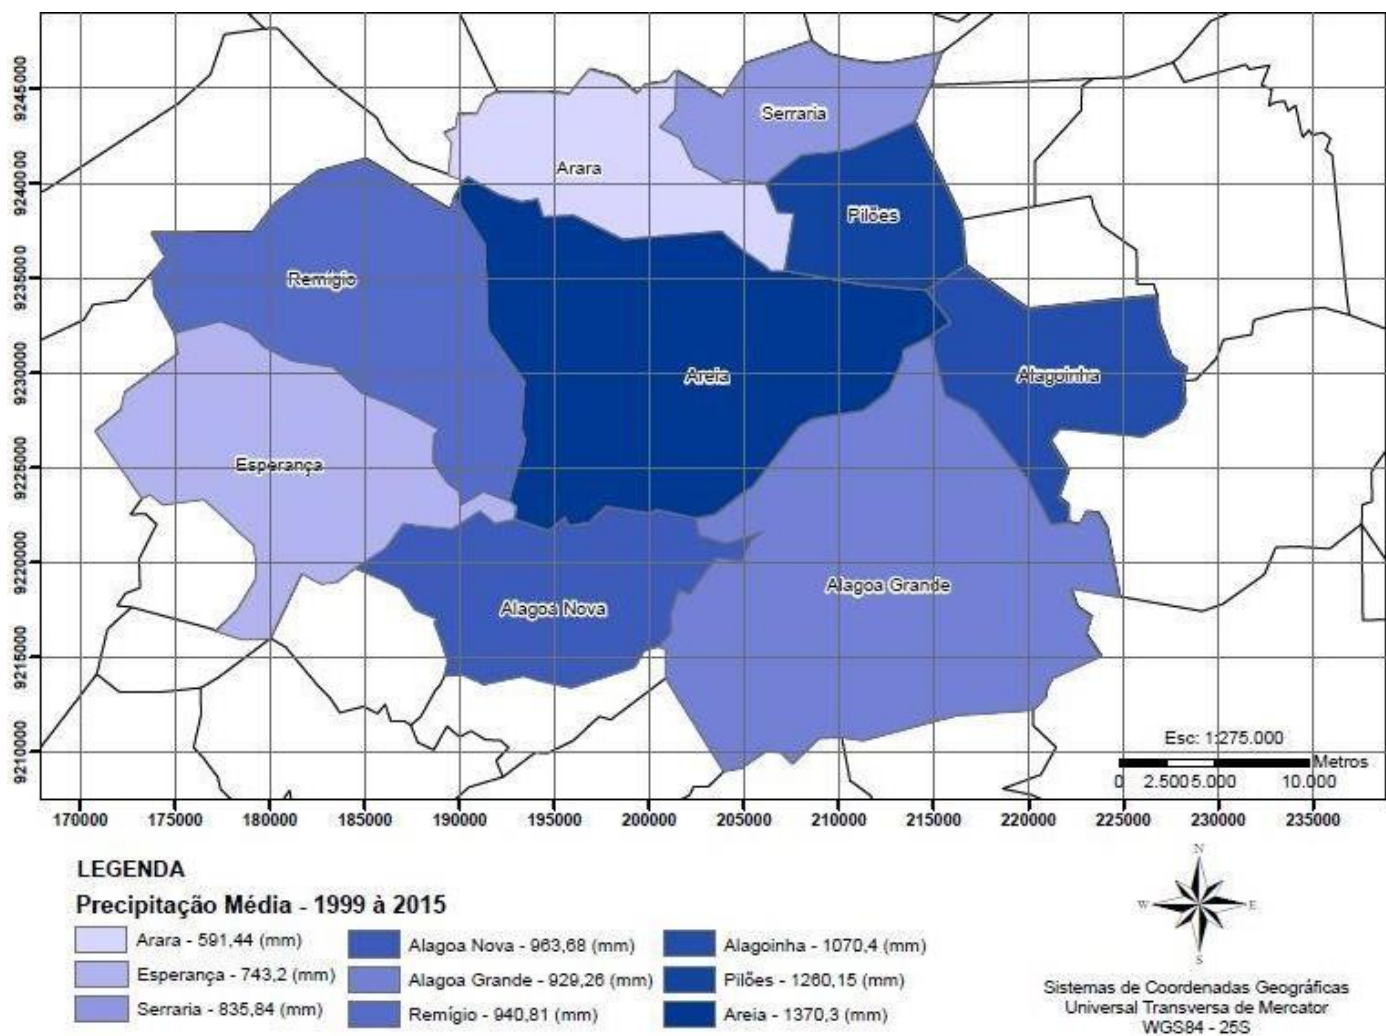 9245000
9240000
9235000
9230000
9225000
9220000
9215000
9210000
Serraria
Arara
Pilões
Remígio
Areia
Alagoinha
Esperança
Alagoa Grande
Alagoa Nova
Esc: 1:275.000
Metros
0 2.500 5.000 10.000
170000 175000 180000 185000 190000 195000 200000 205000 210000 215000 220000 225000 230000 235000
LEGENDA
Precipitação Média - 1999 à 2015
Arara - 591,44 (mm)
Esperança - 743,2 (mm)
Serraria - 835,84 (mm)
Alagoa Nova - 963,68 (mm)
Alagoa Grande - 929,26 (mm)
Remígio - 940,81 (mm)
Alagoinha - 1070,4 (mm)
Pilões - 1260,15 (mm)
Areia - 1370,3 (mm)
N
W E
S
Sistemas de Coordenadas Geográficas
Universal Transversa de Mercator
WGS84 - 25S